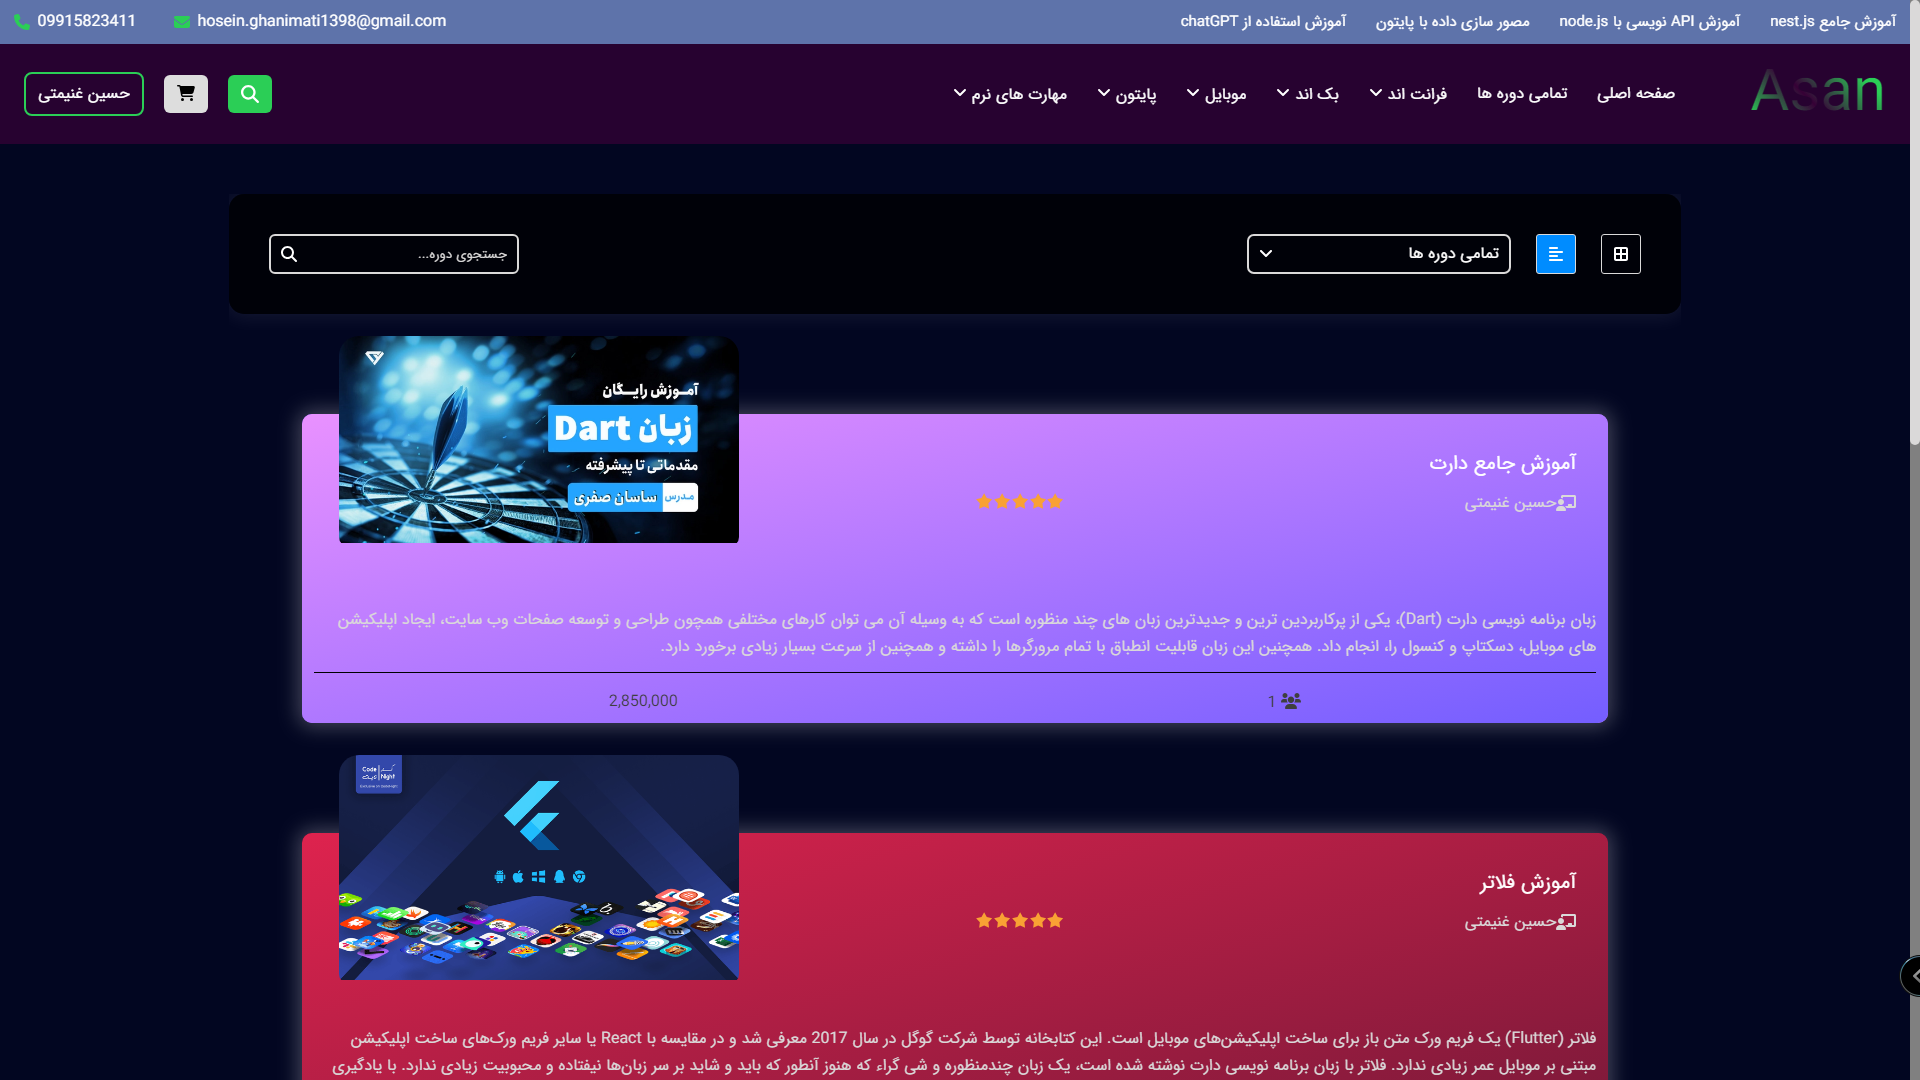 آموزش جامع nest.js
آموزش API نویسی با node.js
مصور سازی داده با پایتون
آموزش استفاده از chatGPT
hosein.ghanimati1398@gmail.com
09915823411
Asan
صفحه اصلی
تمامی دوره ها
فرانت اند
بک اند
موبایل
پایتون
مهارت های نرم
حسین غنیمتی
تمامی دوره ها
جستجوی دوره...
آمـوزش رایــگان
زبان Dart
مقدماتی تا پیشرفته
مدرس ساسان صفری
آموزش جامع دارت
حسین غنیمتی
زبان برنامه نویسی دارت (Dart)، یکی از پرکاربردین ترین و جدیدترین زبان های چند منظوره است که به وسیله آن می توان کارهای مختلفی همچون طراحی و توسعه صفحات وب سایت، ایجاد اپلیکیشن
های موبایل، دسکتاپ و کنسول را، انجام داد. همچنین این زبان قابلیت انطباق با تمام مرورگرها را داشته و همچنین از سرعت بسیار زیادی برخورد دارد.
1
2,850,000
Code Night
کد نایت
آموزش فلاتر
حسین غنیمتی
فلاتر (Flutter) یک فریم ورک متن باز برای ساخت اپلیکیشن‌های موبایل است. این کتابخانه توسط شرکت گوگل در سال 2017 معرفی شد و در مقایسه با React یا سایر فریم ورک‌های ساخت اپلیکیشن
مبتنی بر موبایل عمر زیادی ندارد. فلاتر با زبان برنامه نویسی دارت نوشته شده است، یک زبان چندمنظوره و شی گراء که هنوز آنطور که باید و شاید بر سر زبان‌ها نیفتاده و محبوبیت زیادی ندارد. با یادگیری